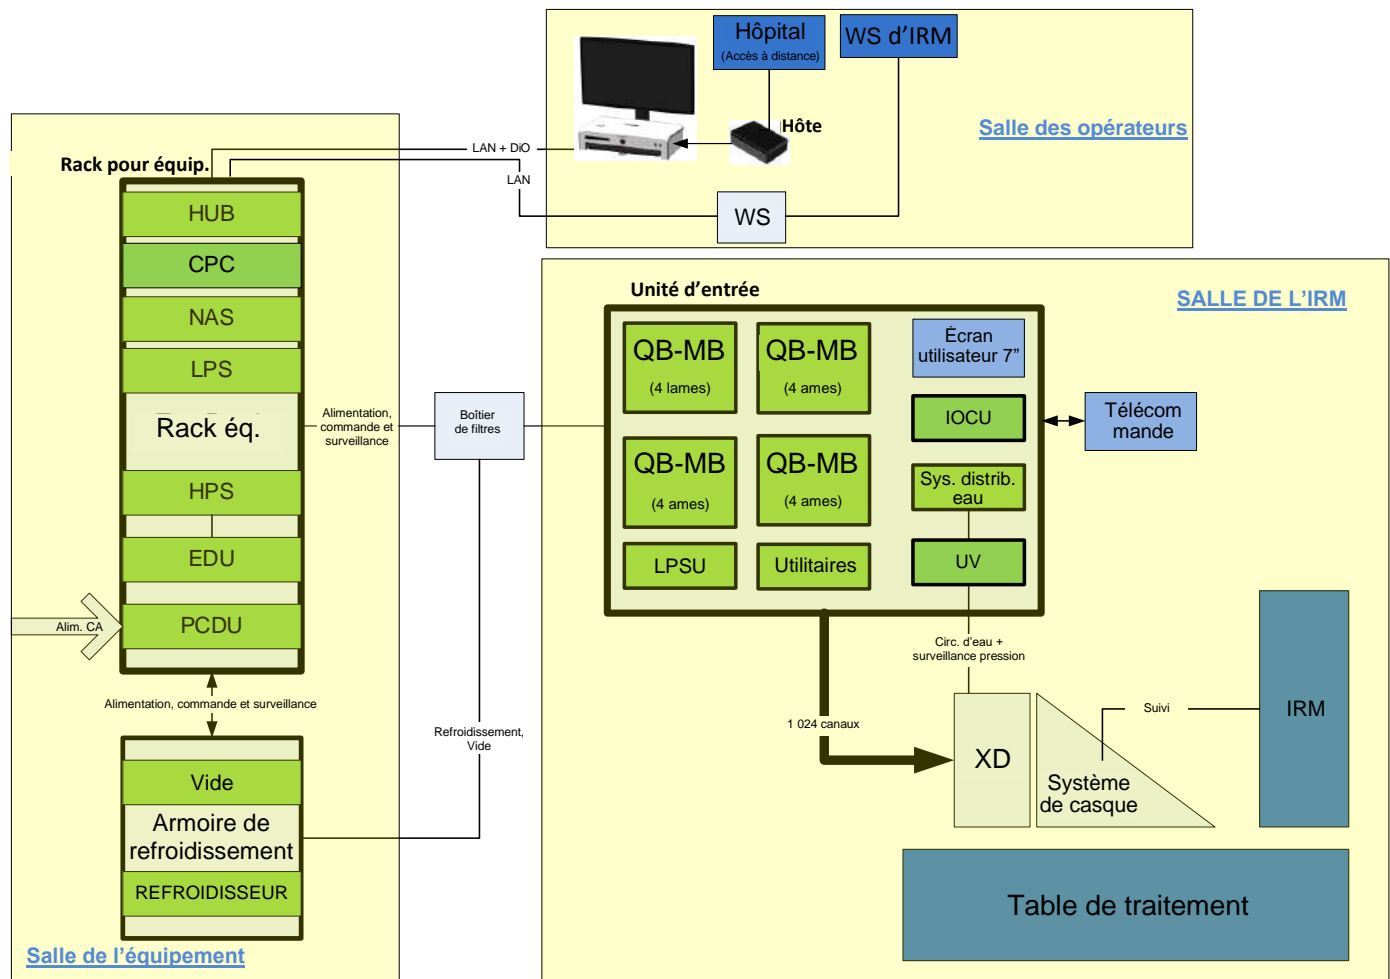 Hôpital
(Accès à distance)
WS d'IRM
Hôte
Salle des opérateurs
LAN + DiO
LAN
WS
Rack pour équip.
HUB
CPC
NAS
LPS
Rack éq.
HPS
EDU
PCDU
Alim. CA
Alimentation,
commande et
surveillance
Boîtier
de filtres
Alimentation, commande et surveillance
Refroidissement,
Vide
Vide
Armoire de
refroidissement
REFROIDISSEUR
Salle de l'équipement
SALLE DE L'IRM
Unité d'entrée
QB-MB
(4 lames)
QB-MB
(4 ames)
QB-MB
(4 ames)
QB-MB
(4 ames)
LPSU
Utilitaires
Écran
utilisateur 7"
IOCU
Sys. distrib.
eau
UV
Télécom
mande
Circ. d'eau +
surveillance pression
1 024 canaux
XD
Système
de casque
Suivi
IRM
Table de traitement